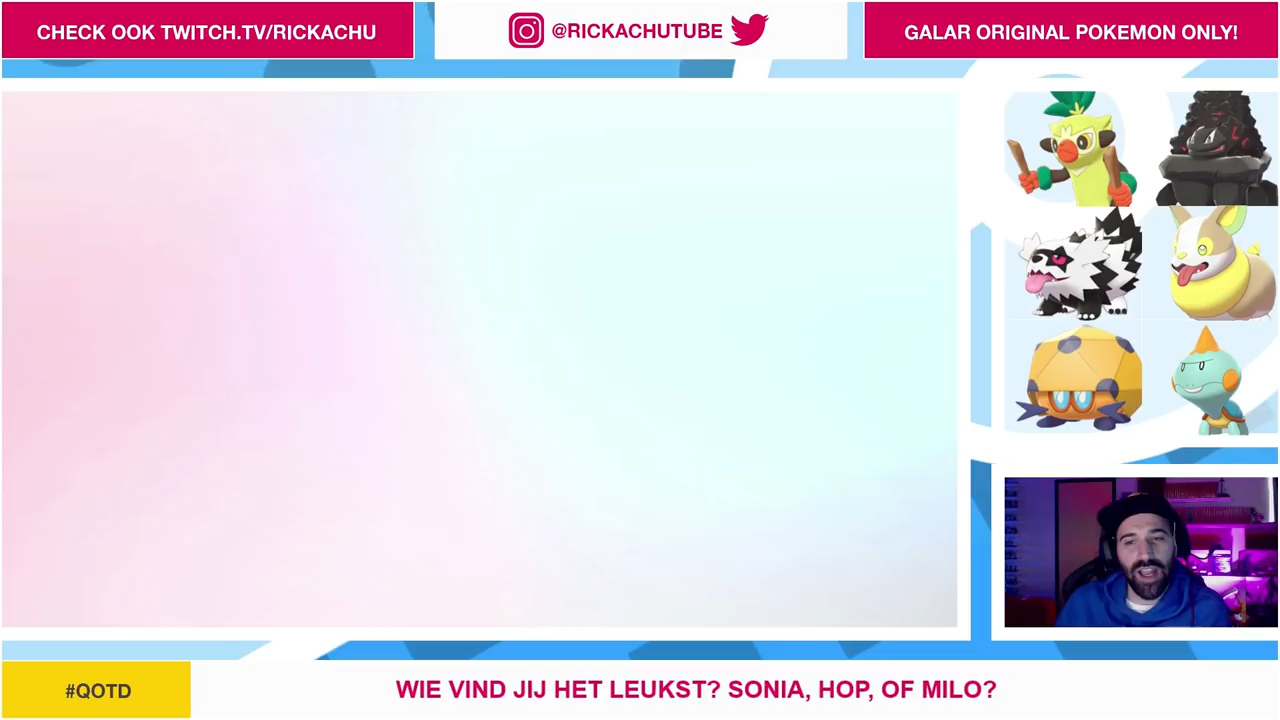 CHECK OOK TWITCH.TV/RICKACHU
@RICKACHUTUBE
GALAR ORIGINAL POKEMON ONLY!
#QOTD
WIE VIND JIJ HET LEUKST? SONIA, HOP, OF MILO?